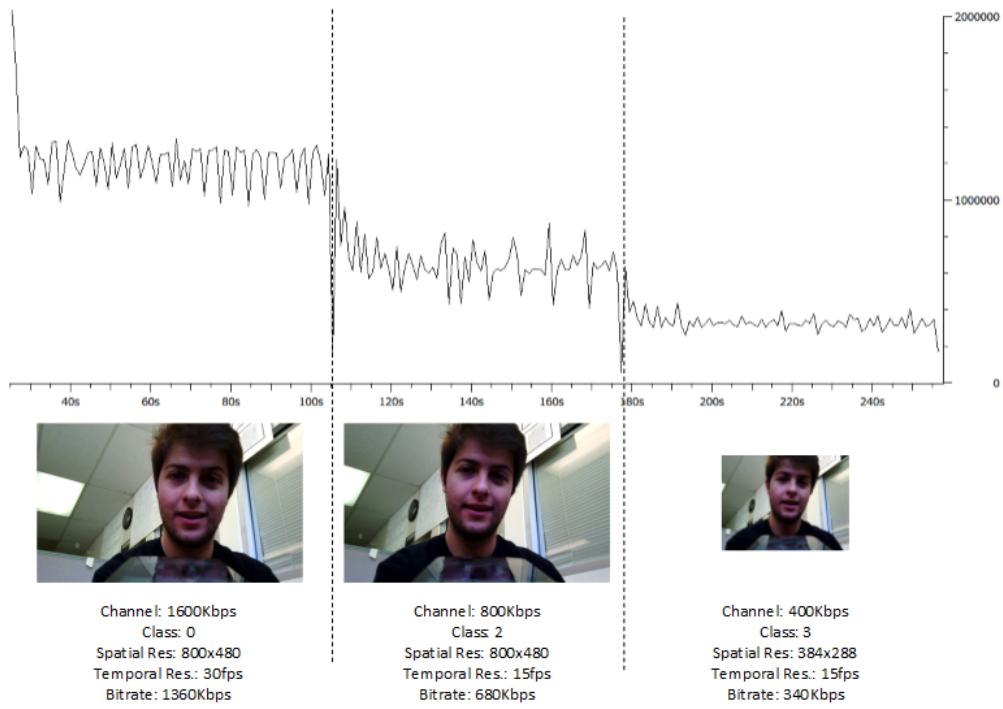 2000000
1000000
0
40s 60s 80s 100s 120s 140s 160s 180s 200s 220s 240s
Channel: 1600Kbps
Class: 0
Spatial Res: 800x480
Temporal Res.: 30fps
Bitrate: 1360Kbps
Channel: 800Kbps
Class: 2
Spatial Res: 800x480
Temporal Res.: 15fps
Bitrate: 680Kbps
Channel: 400Kbps
Class: 3
Spatial Res: 384x288
Temporal Res.: 15fps
Bitrate: 340Kbps